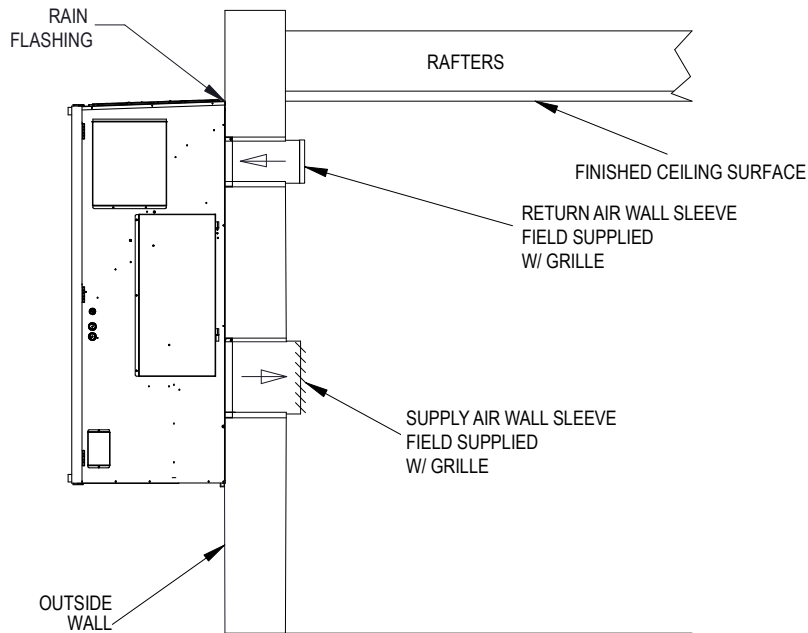 RAIN
FLASHING
RAFTERS
FINISHED CEILING SURFACE
RETURN AIR WALL SLEEVE
FIELD SUPPLIED
W/ GRILLE
SUPPLY AIR WALL SLEEVE
FIELD SUPPLIED
W/ GRILLE
OUTSIDE
WALL